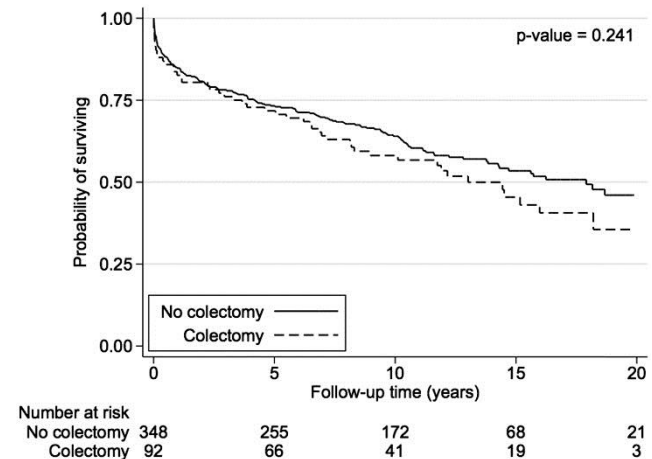 1.00
p-value = 0.241
0.75
Probability of surviving
0.50
0.25
No colectomy
Colectomy
0.00
0 5 10 15 20
Follow-up time (years)
Number at risk
No colectomy 348 255 172 68 21
Colectomy 92 66 41 19 3